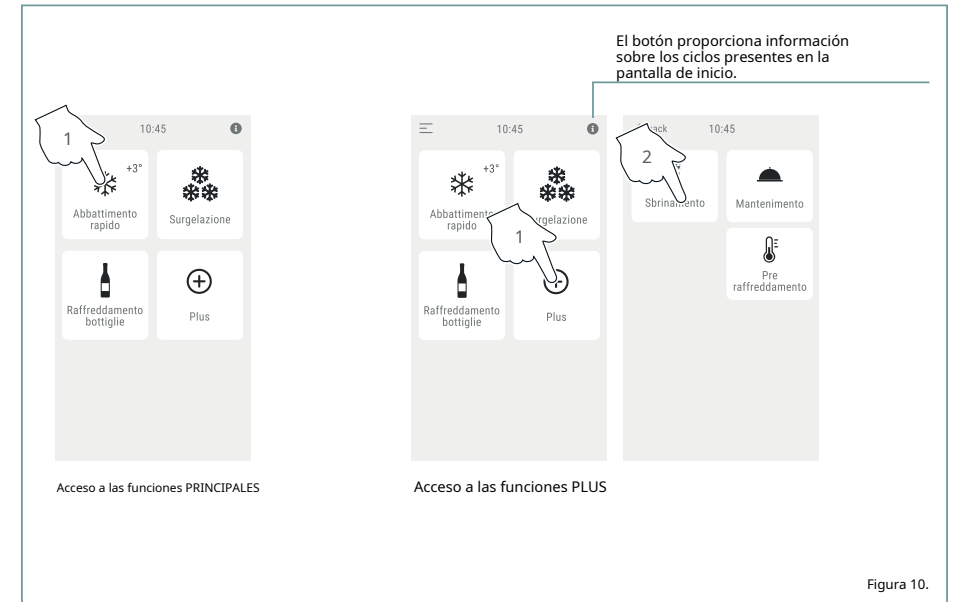 El botón proporciona información
sobre los ciclos presentes en la
pantalla de inicio.
10:45
1
+3°
Abbattimento
rapido
Surgelazione
Raffreddamento
bottiglie
Plus
Acceso a las funciones PRINCIPALES
10:45
+3°
Abbattimento
rapido
1
Raffreddamento
bottiglie
Plus
Acceso a las funciones PLUS
10:45
2
Mantenimento
Pre
raffreddamento
Figura 10.